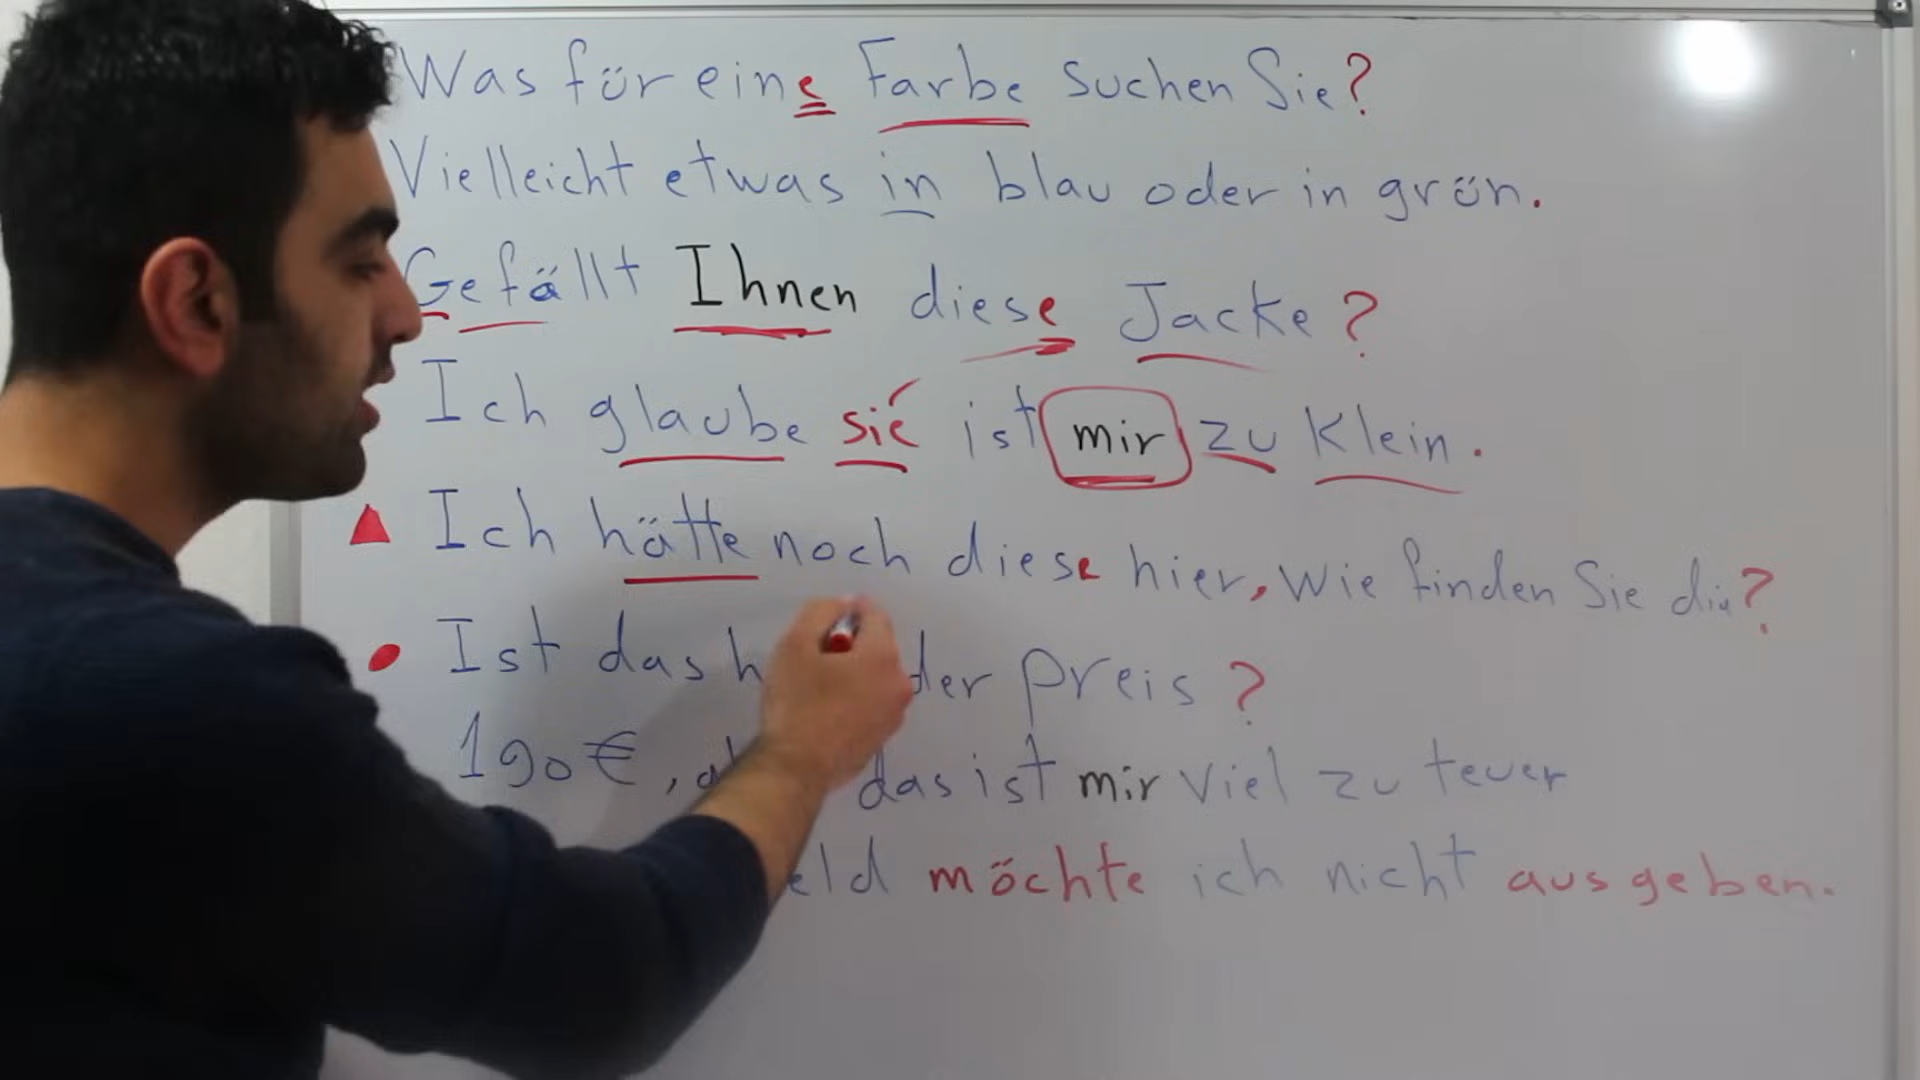 Was für eine Farbe suchen Sie?
Vielleicht etwas in blau oder in grün.
Gefällt Ihnen diese Jacke?
Ich glaube sie ist mir zu klein.
Ich hätte noch diese hier, wie finden Sie die?
Ist das der preis?
190€, das ist mir viel zu teuer
möchte ich nicht ausgeben.